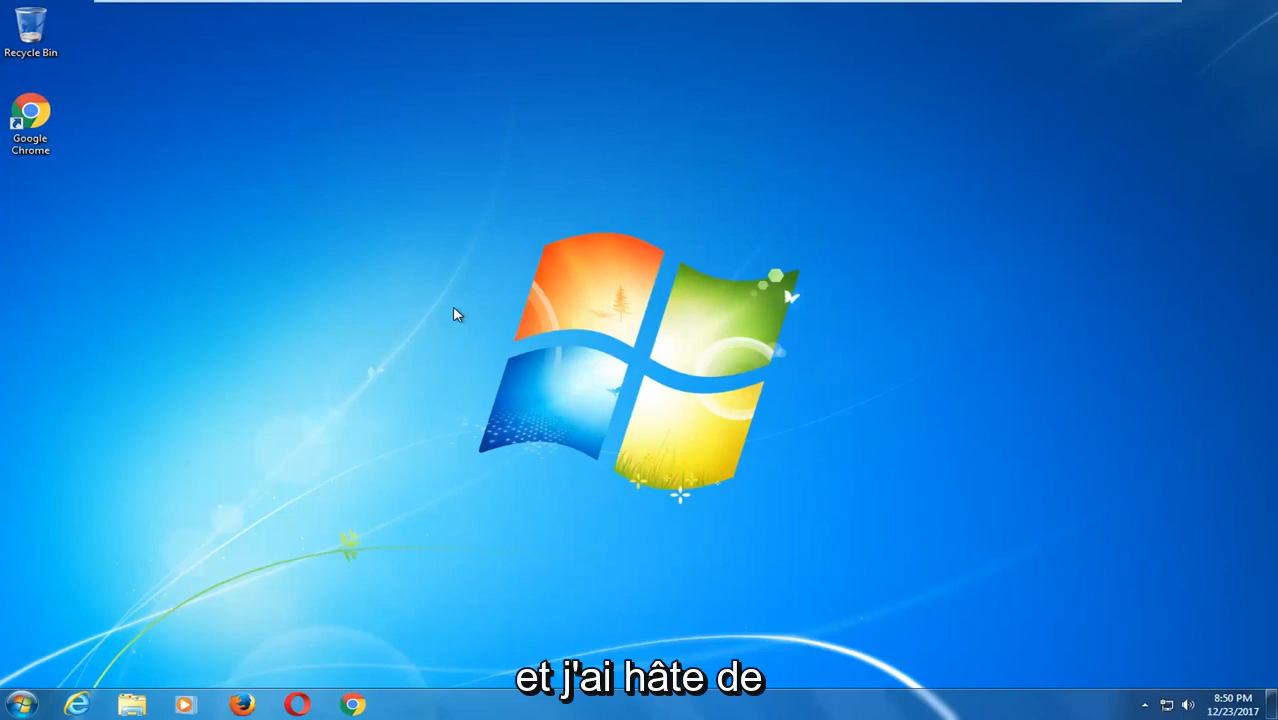 Recycle Bin
Google
Chrome
et j'ai hâte de
8:50 PM
12/23/2017